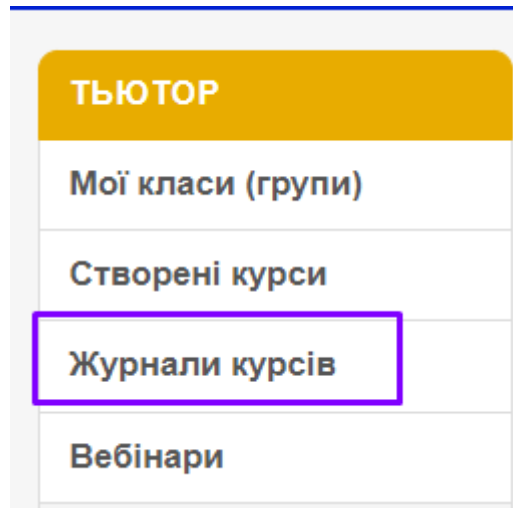 ТЬЮТОР
Мої класи (групи)
Створені курси
Журнали курсів
Вебінари